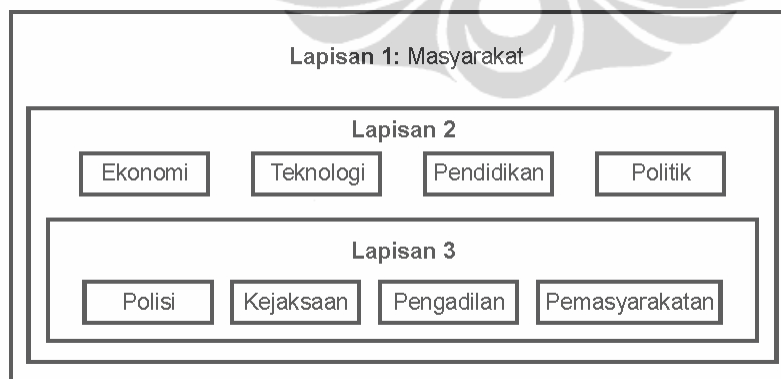 Lapisan 1: Masyarakat
Lapisan 2
Ekonomi Teknologi Pendidikan Politik
Lapisan 3
Polisi Kejaksaan Pengadilan Pemasyarakatan